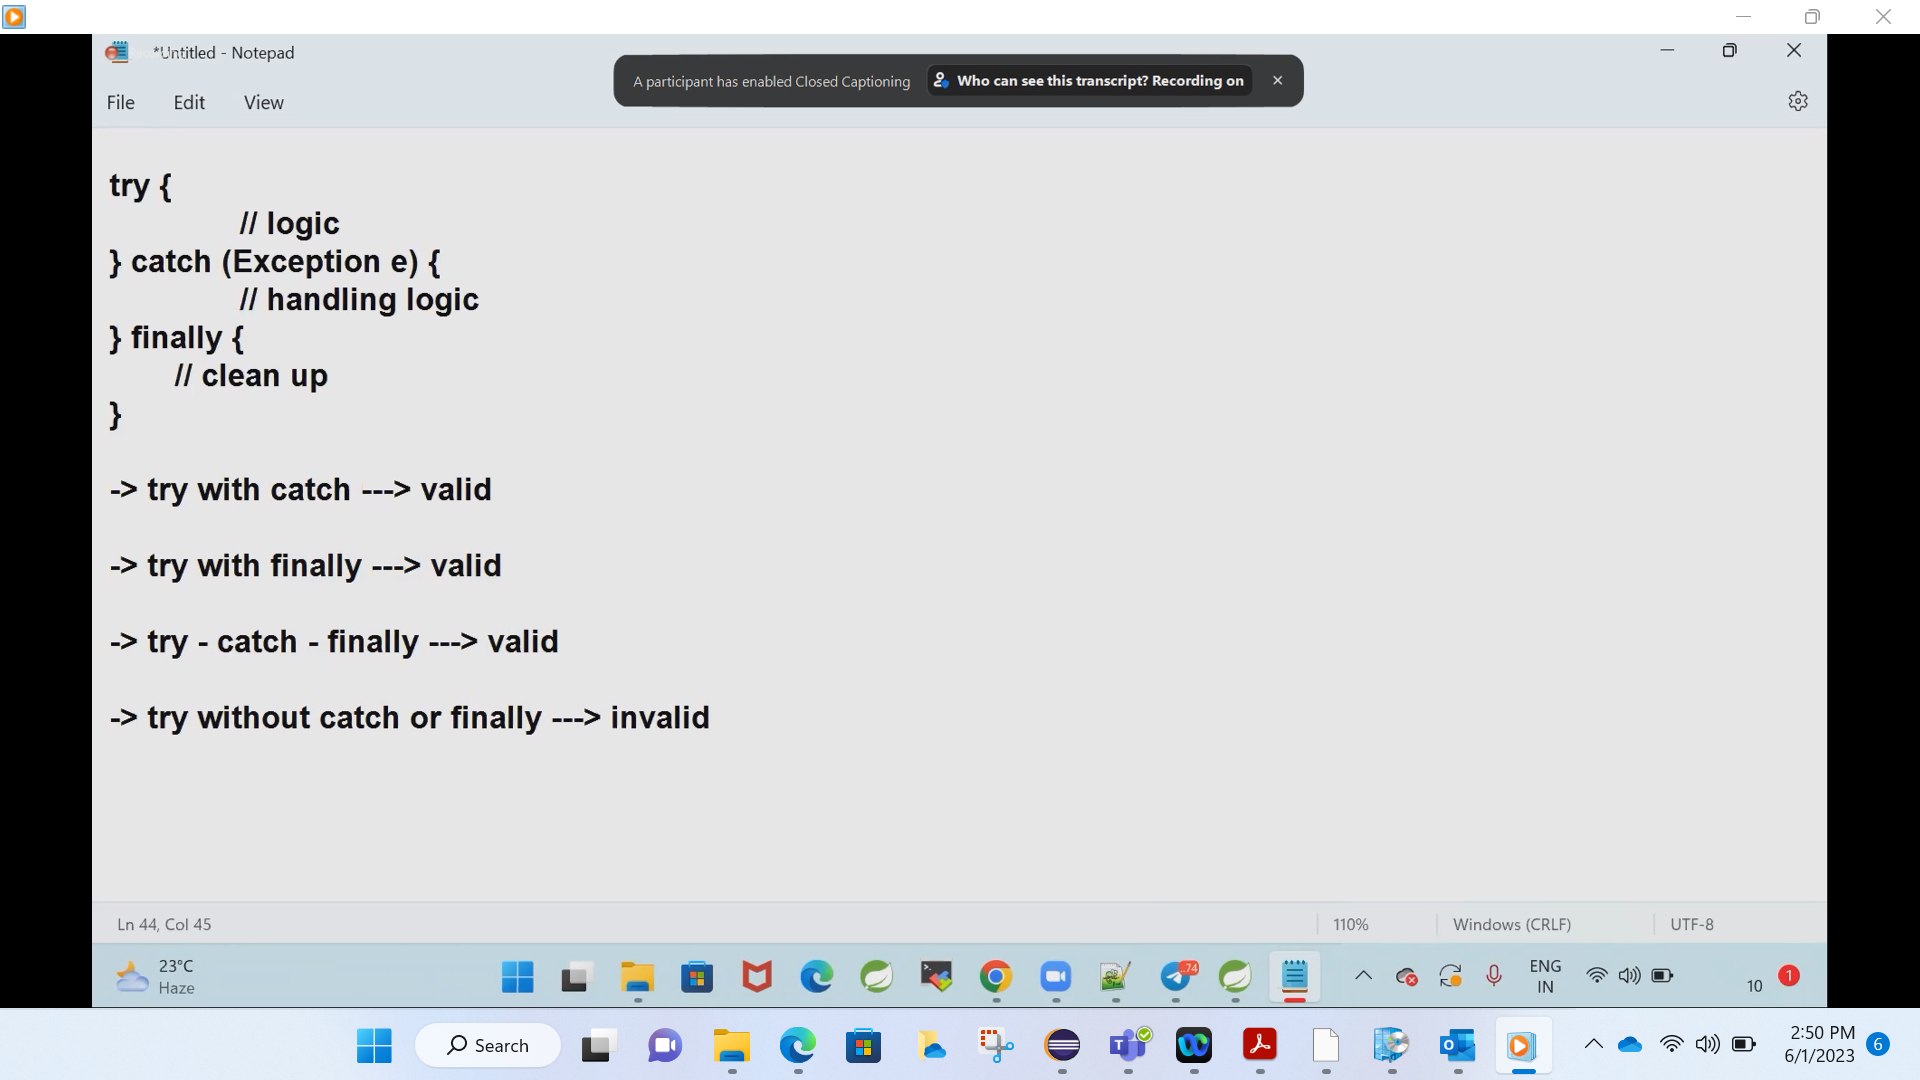 *Untitled - Notepad
A participant has enabled Closed Captioning
Who can see this transcript? Recording on
File Edit View
try {
// logic
} catch (Exception e) {
// handling logic
} finally {
// clean up
}
-> try with catch ---> valid
-> try with finally ---> valid
-> try - catch - finally ---> valid
-> try without catch or finally ---> invalid
Ln 44, Col 45
110%
Windows (CRLF)
UTF-8
23°C
Haze
74
ENG
IN
10
1
Search
2:50 PM
6/1/2023
6